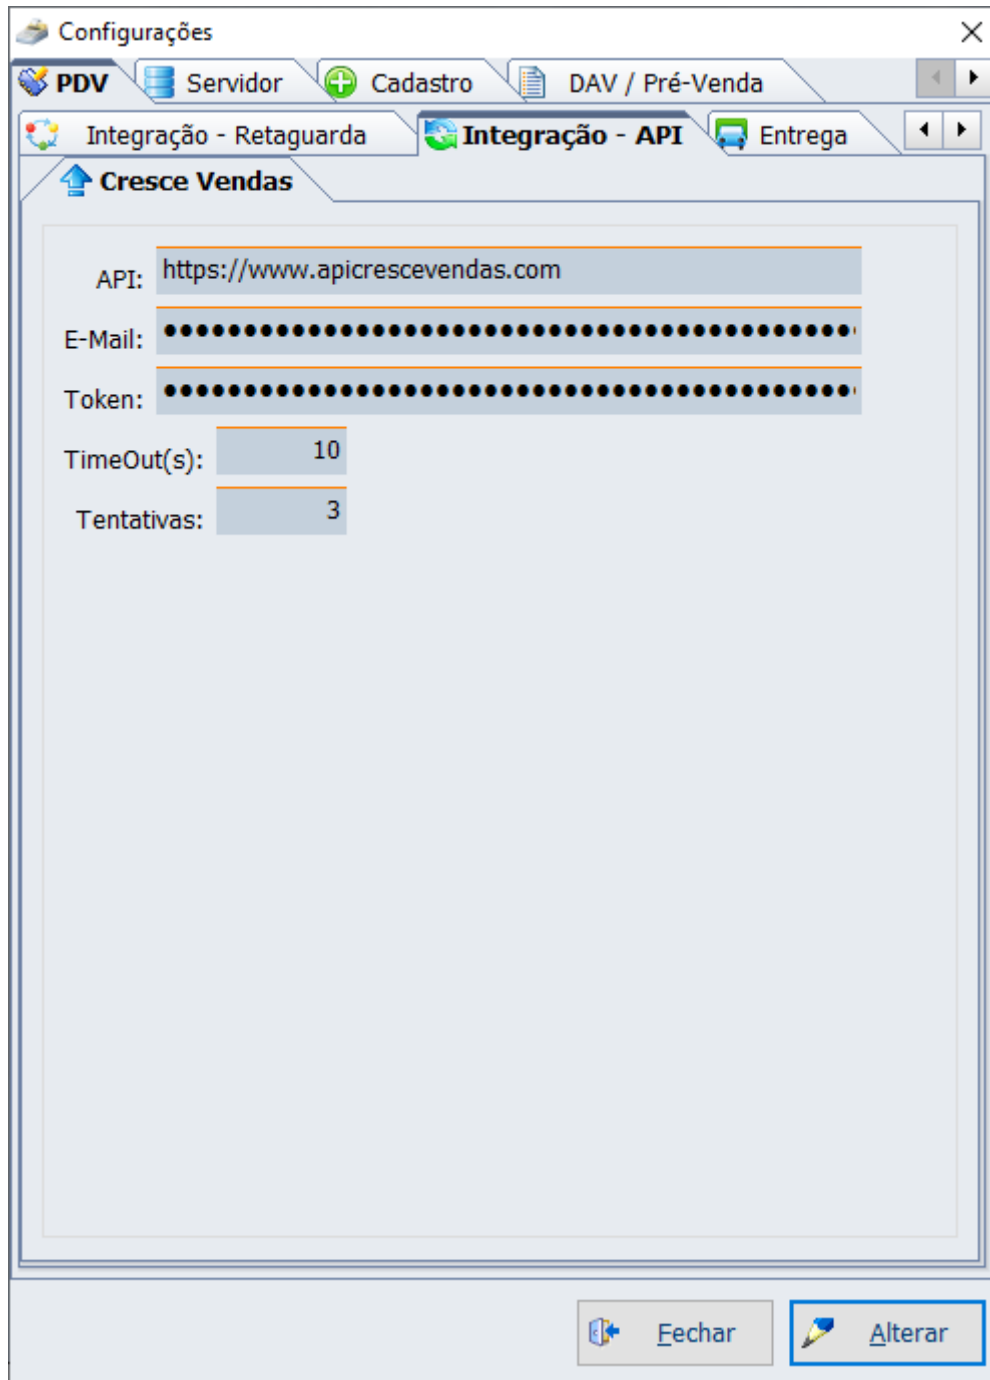 Configurações
PDV Servidor Cadastro DAV / Pré-Venda
Integração - Retaguarda Integração - API Entrega
Cresce Vendas
API: https://www.apicrescevendas.com
E-Mail: ••••••••••••••••••••••••••••••••••••••••••••
Token: ••••••••••••••••••••••••••••••••••••••••••••
TimeOut(s): 10
Tentativas: 3
Fechar Alterar